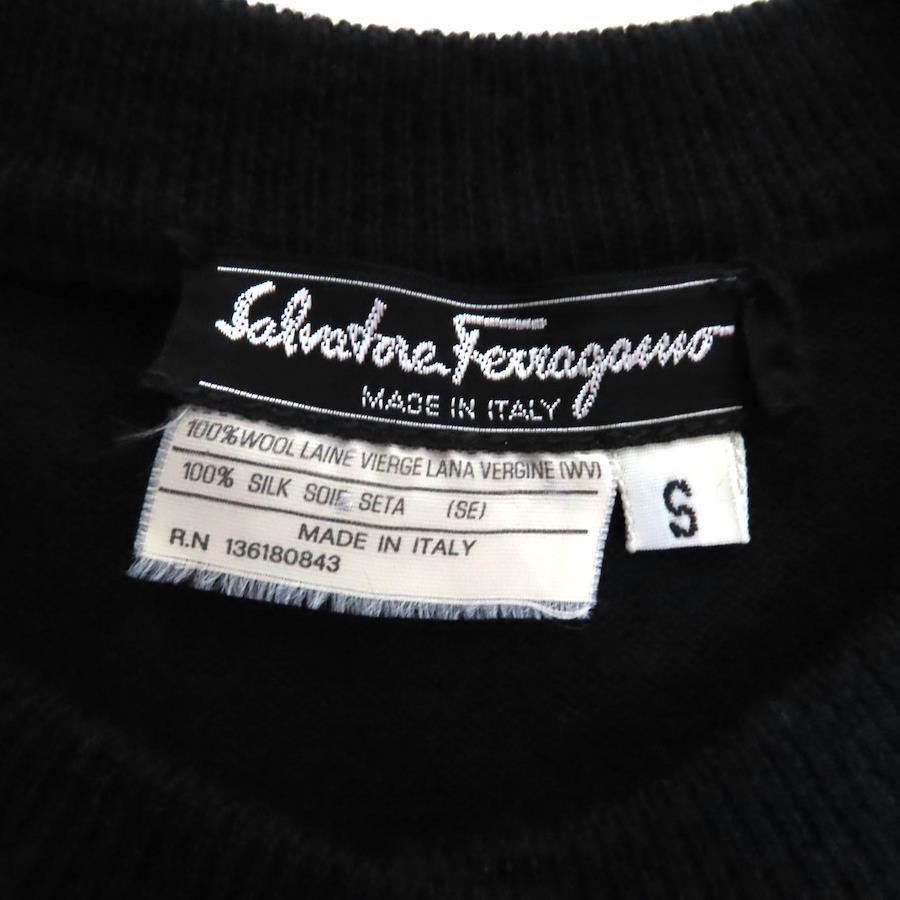 Salvatore Ferragamo
MADE IN ITALY
100% WOOL LAINE VIERGE LANA VERGINE (WV)
100% SILK SOIE SETA (SE)
MADE IN ITALY
R.N 136180843
S